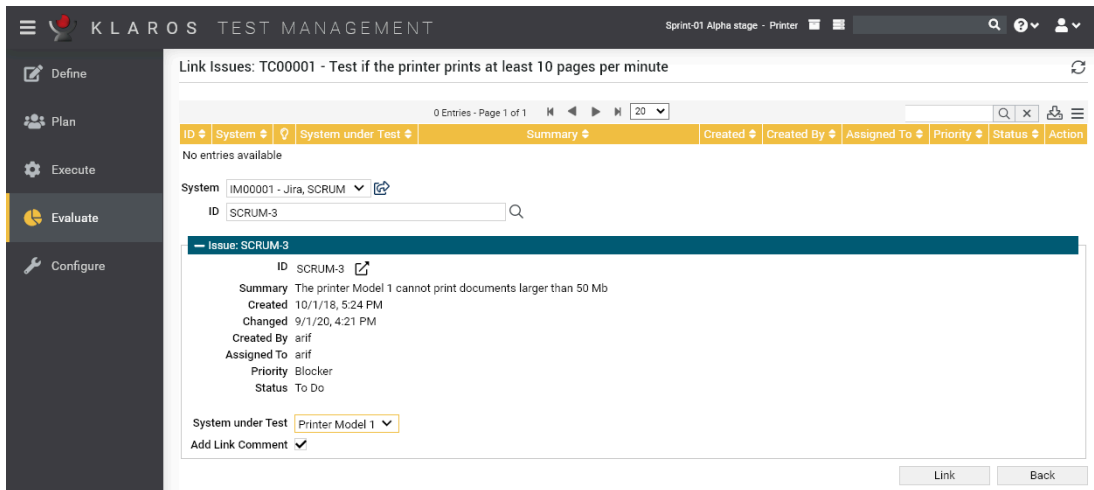 KLAROS TEST MANAGEMENT
Sprint-01 Alpha stage - Printer
Define
Plan
Execute
Evaluate
Configure
Link Issues: TC00001 - Test if the printer prints at least 10 pages per minute
0 Entries - Page 1 of 1 20
ID System System under Test Summary Created Created By Assigned To Priority Status Action
No entries available
System IM00001 - Jira, SCRUM
ID SCRUM-3
Issue: SCRUM-3
ID SCRUM-3
Summary The printer Model 1 cannot print documents larger than 50 Mb
Created 10/1/18, 5:24 PM
Changed 9/1/20, 4:21 PM
Created By arif
Assigned To arif
Priority Blocker
Status To Do
System under Test Printer Model 1
Add Link Comment
Link Back